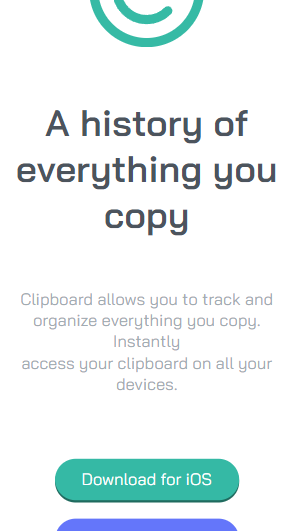 A history of
everything you
copy
Clipboard allows you to track and
organize everything you copy.
Instantly
access your clipboard on all your
devices.
Download for iOS